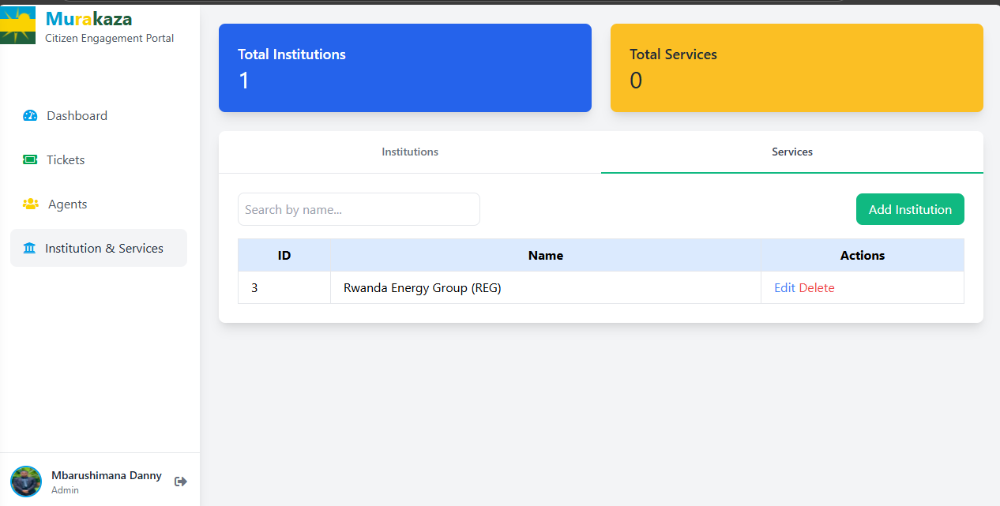 Murakaza
Citizen Engagement Portal
Dashboard
Tickets
Agents
Institution & Services
Mbarushimana Danny
Admin
Total Institutions
1
Total Services
0
Institutions Services
Search by name... Add Institution
ID Name Actions
3 Rwanda Energy Group (REG) Edit Delete